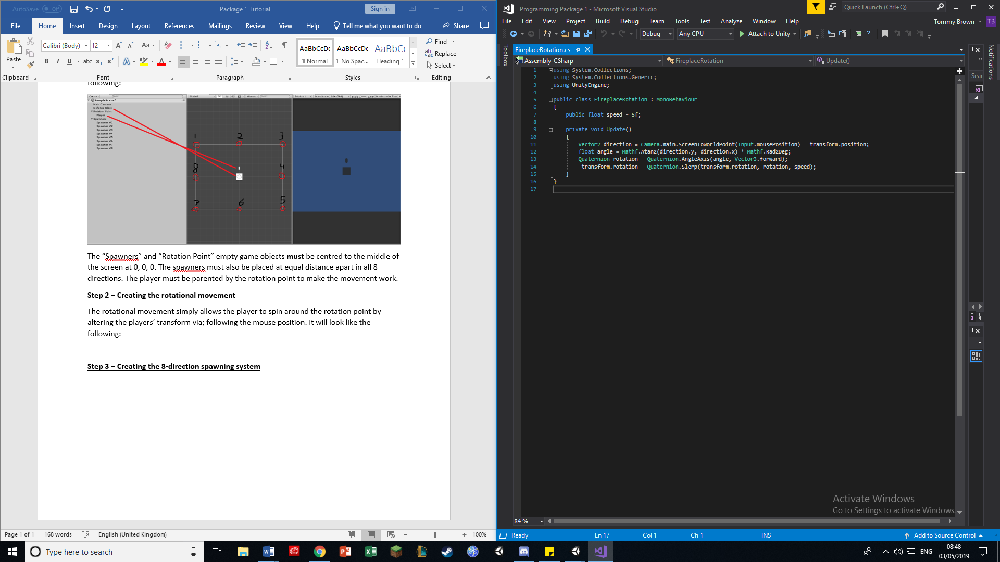 AutoSave Off
Package 1 Tutorial
Sign in
File Home Insert Design Layout References Mailings Review View Help Tell me what you want to do Share
Paste
Calibri (Body) 12
Aa
B I U abc x₂ x²
AaBbCcDc AaBbCcDc AaBbCc
¶ Normal ¶ No Spac... Heading 1
Find
Replace
Select
Clipboard Font Paragraph Styles Editing
following:
Create
SampleScene*
Main Camera
Defense Block
Rotation Point
Player
Spawners
Spawner #1
Spawner #2
Spawner #3
Spawner #4
Spawner #5
Spawner #6
Spawner #7
Spawner #8
Shaded 2D Gizmos
Display 1 Standalone (1024x768) Scale Maximize On Play
1 2 3
8 4
7 6 5
The “Spawners” and “Rotation Point” empty game objects must be centred to the middle of
the screen at 0, 0, 0. The spawners must also be placed at equal distance apart in all 8
directions. The player must be parented by the rotation point to make the movement work.
Step 2 – Creating the rotational movement
The rotational movement simply allows the player to spin around the rotation point by
altering the players’ transform via; following the mouse position. It will look like the
following:
Step 3 – Creating the 8-direction spawning system
Page 1 of 1 168 words English (United Kingdom) 100%
Programming Package 1 - Microsoft Visual Studio
Quick Launch (Ctrl+Q)
File Edit View Project Build Debug Team Tools Test Analyze Window Help
Tommy Brown TB
Debug Any CPU Attach to Unity
Toolbox
FireplaceRotation.cs
Notifications
Assembly-CSharp FireplaceRotation Update()
Sear
1 using System.Collections;
2 using System.Collections.Generic;
3 using UnityEngine;
4
5 public class FireplaceRotation : MonoBehaviour
6 {
7 public float speed = 5f;
8
9 private void Update()
10 {
11 Vector2 direction = Camera.main.ScreenToWorldPoint(Input.mousePosition) - transform.position;
12 float angle = Mathf.Atan2(direction.y, direction.x) * Mathf.Rad2Deg;
13 Quaternion rotation = Quaternion.AngleAxis(angle, Vector3.forward);
14 transform.rotation = Quaternion.Slerp(transform.rotation, rotation, speed);
15 }
16 }
17
Activate Windows
Go to Settings to activate Windows.
84 %
Ready Ln 17 Col 1 Ch 1 INS Add to Source Control
Type here to search
ENG
08:48
03/05/2019